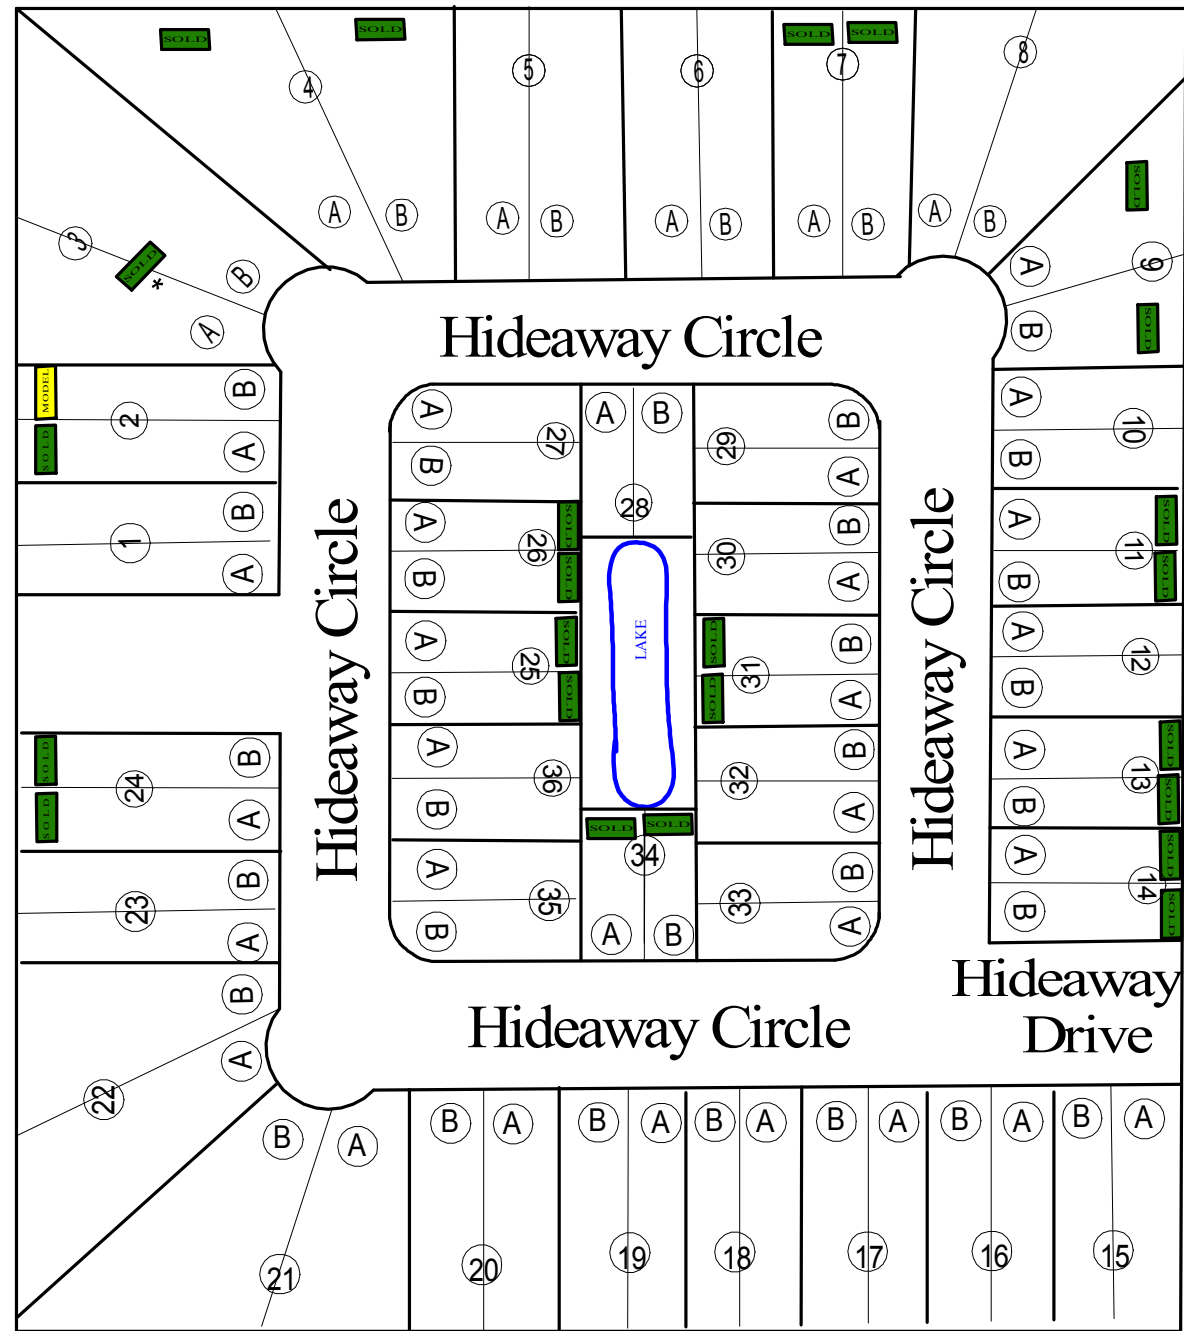 SOLD
SOLD
SOLD
SOLD
4
5
6
7
8
A
B
A
B
A
B
A
B
A
B
SOLD
9
A
B
SOLD
3
SOLD
*
B
A
Hideaway Circle
MODEL
SOLD
2
B
A
1
B
A
Hideaway Circle
A
B
27
A
B
26
SOLD
SOLD
A
B
25
SOLD
SOLD
A
B
36
A
B
35
A
B
28
LAKE
SOLD
SOLD
34
A
B
29
B
A
30
B
A
SOLD
SOLD
31
B
A
32
B
A
33
B
A
Hideaway Circle
A
B
10
A
B
11
SOLD
SOLD
A
B
12
A
B
13
SOLD
SOLD
A
B
14
SOLD
SOLD
SOLD
SOLD
24
B
A
23
B
A
22
B
A
Hideaway Circle
Hideaway
Drive
B
A
21
B
A
20
B
A
19
B
A
18
B
A
17
B
A
16
B
A
15